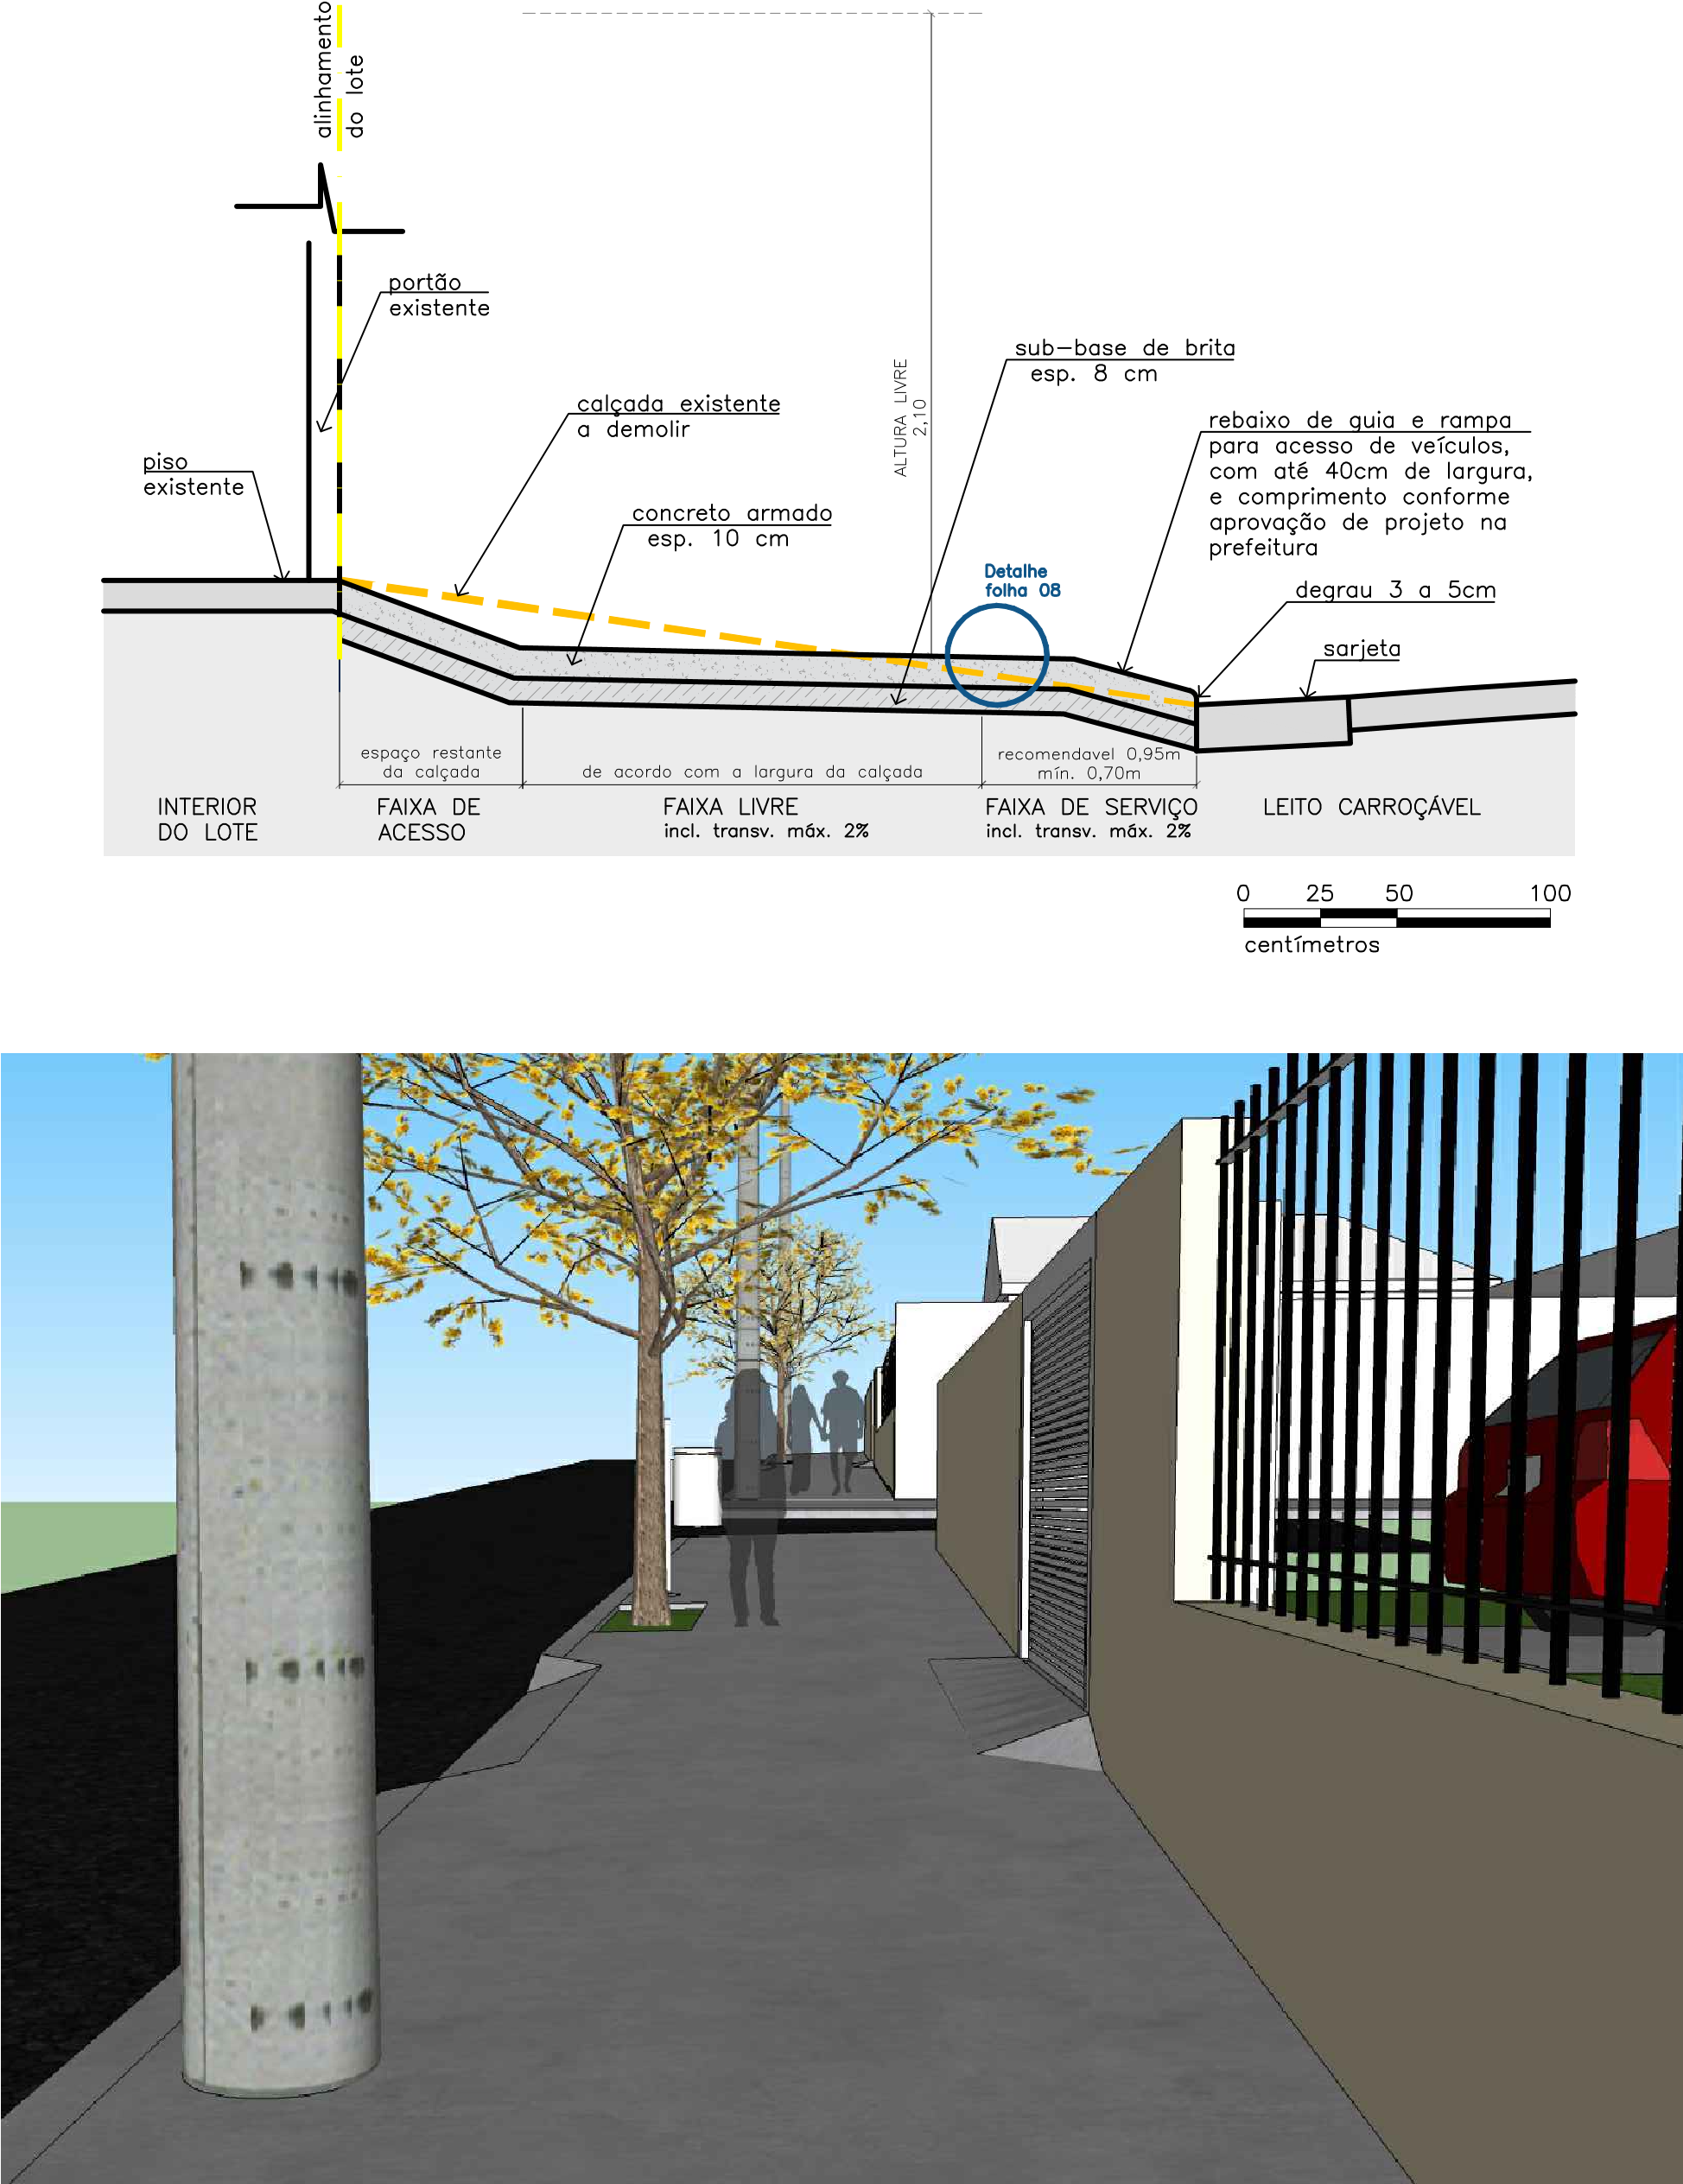 alinhamento
do lote
portão
existente
sub-base de brita
esp. 8 cm
ALTURA LIVRE
2,10
calçada existente
a demolir
rebaixo de guia e rampa
para acesso de veículos,
com até 40cm de largura,
e comprimento conforme
aprovação de projeto na
prefeitura
piso
existente
concreto armado
esp. 10 cm
Detalhe
folha 08
degrau 3 a 5cm
sarjeta
espaço restante
da calçada
de acordo com a largura da calçada
recomendavel 0,95m
mín. 0,70m
INTERIOR
DO LOTE
FAIXA DE
ACESSO
FAIXA LIVRE
incl. transv. máx. 2%
FAIXA DE SERVIÇO
incl. transv. máx. 2%
LEITO CARROÇÁVEL
0 25 50 100
centímetros